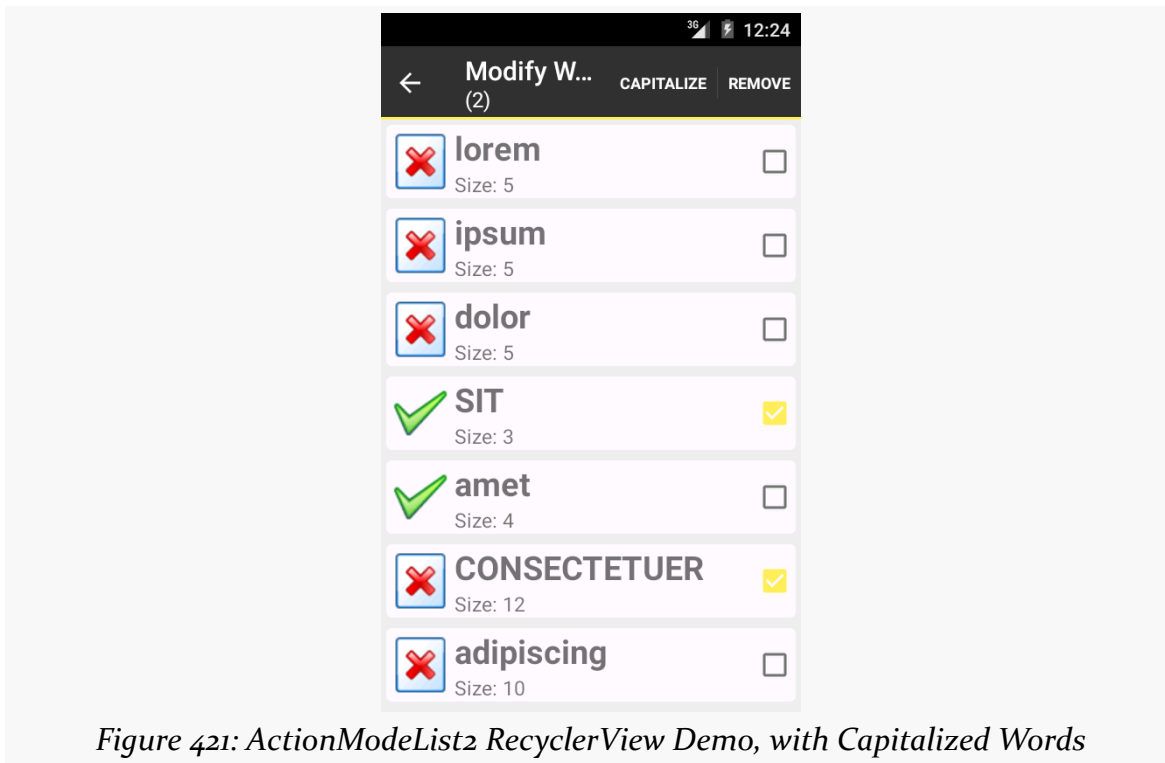 3G 12:24
Modify W... CAPITALIZE REMOVE
(2)
lorem
Size: 5
ipsum
Size: 5
dolor
Size: 5
SIT
Size: 3
amet
Size: 4
CONSECTETUER
Size: 12
adipiscing
Size: 10
Figure 421: ActionModeList2 RecyclerView Demo, with Capitalized Words